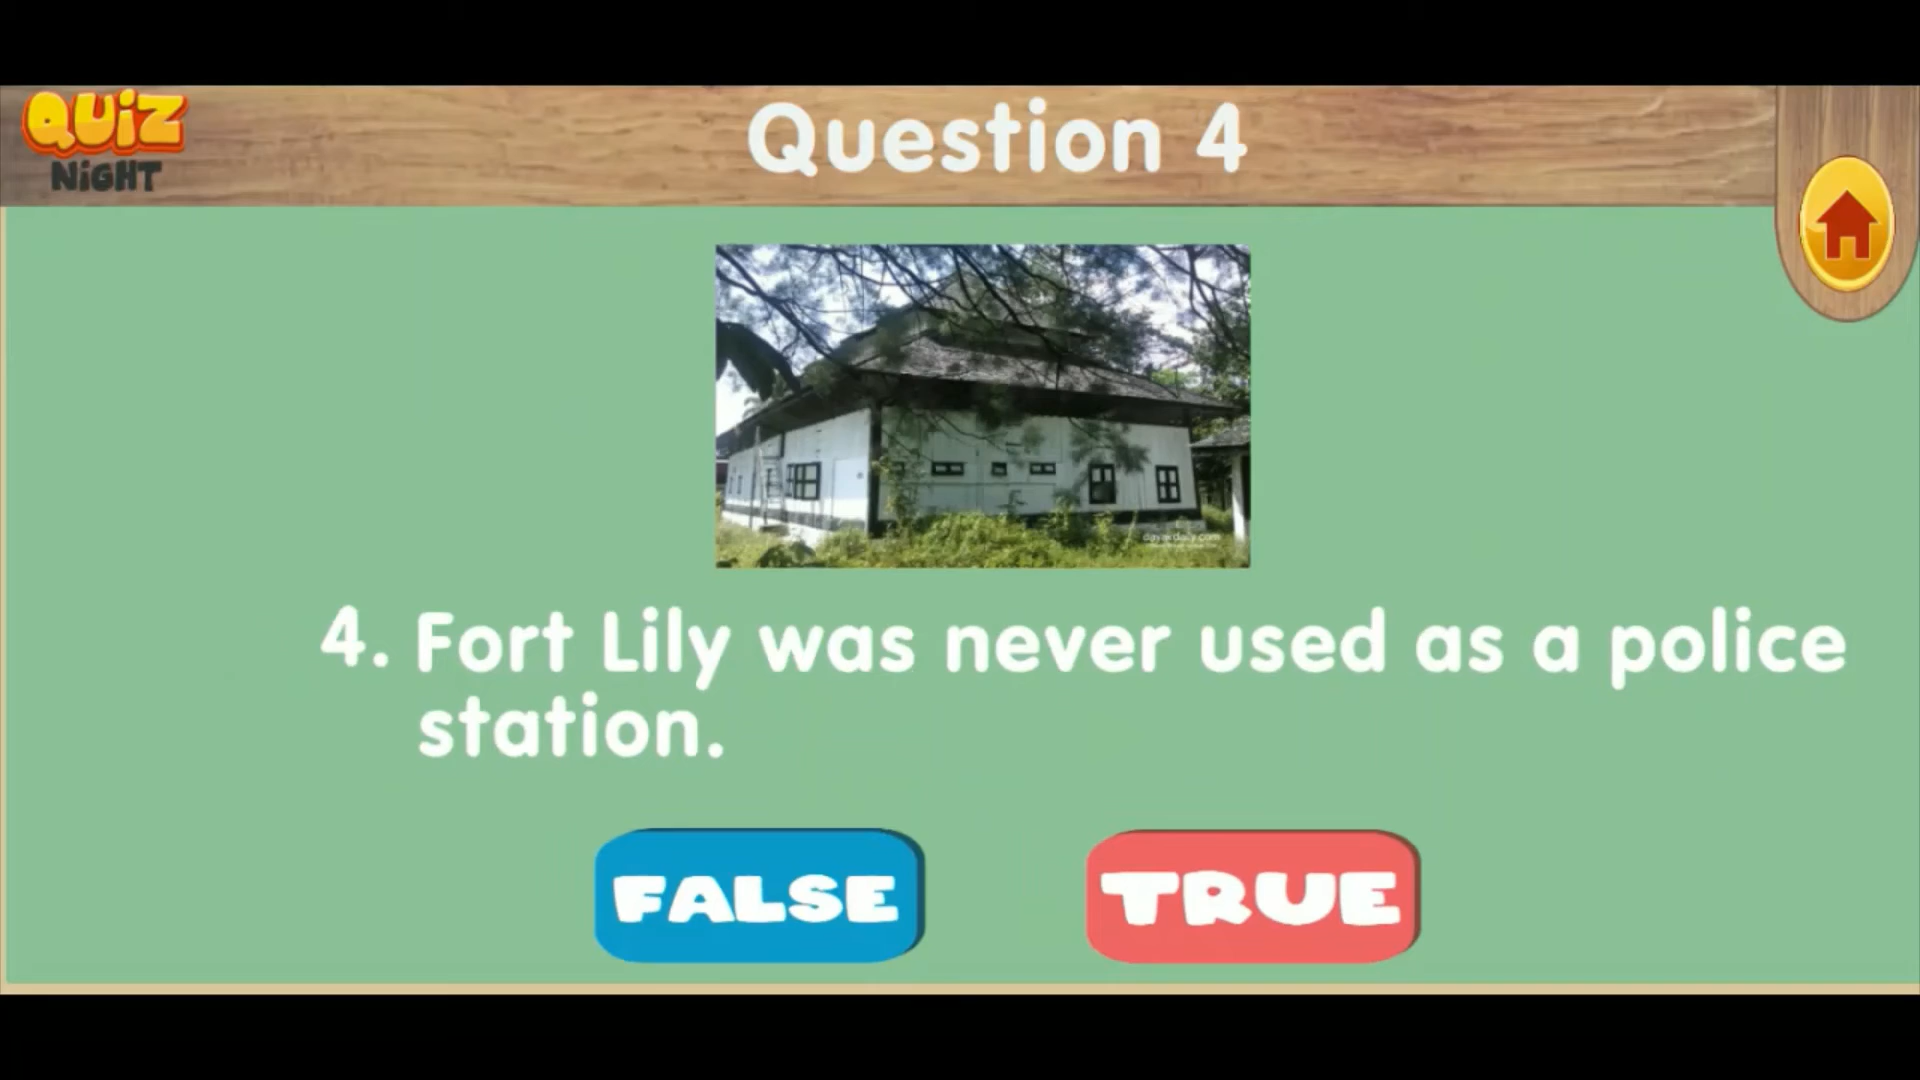 QUiZ
NiGHT
Question 4
4. Fort Lily was never used as a police
station.
FALSE
TRUE